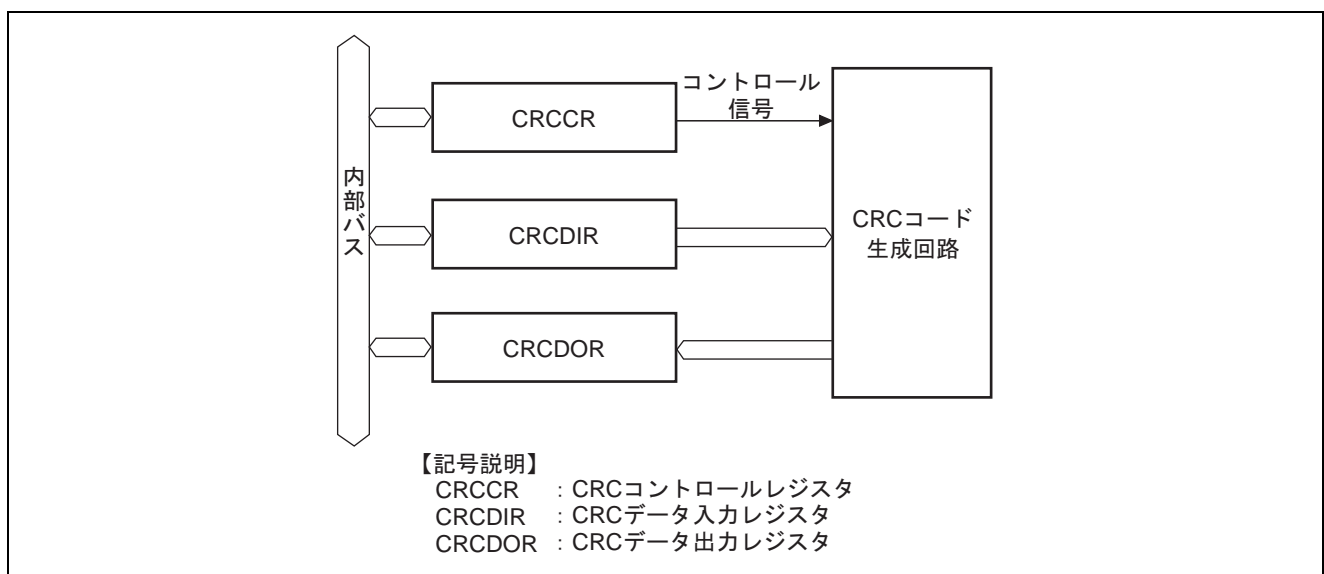 コントロール
信号
CRCCR
内部バス
CRCDIR
CRCコード
生成回路
CRCDOR
【記号説明】
CRCCR : CRCコントロールレジスタ
CRCDIR : CRCデータ入力レジスタ
CRCDOR : CRCデータ出力レジスタ